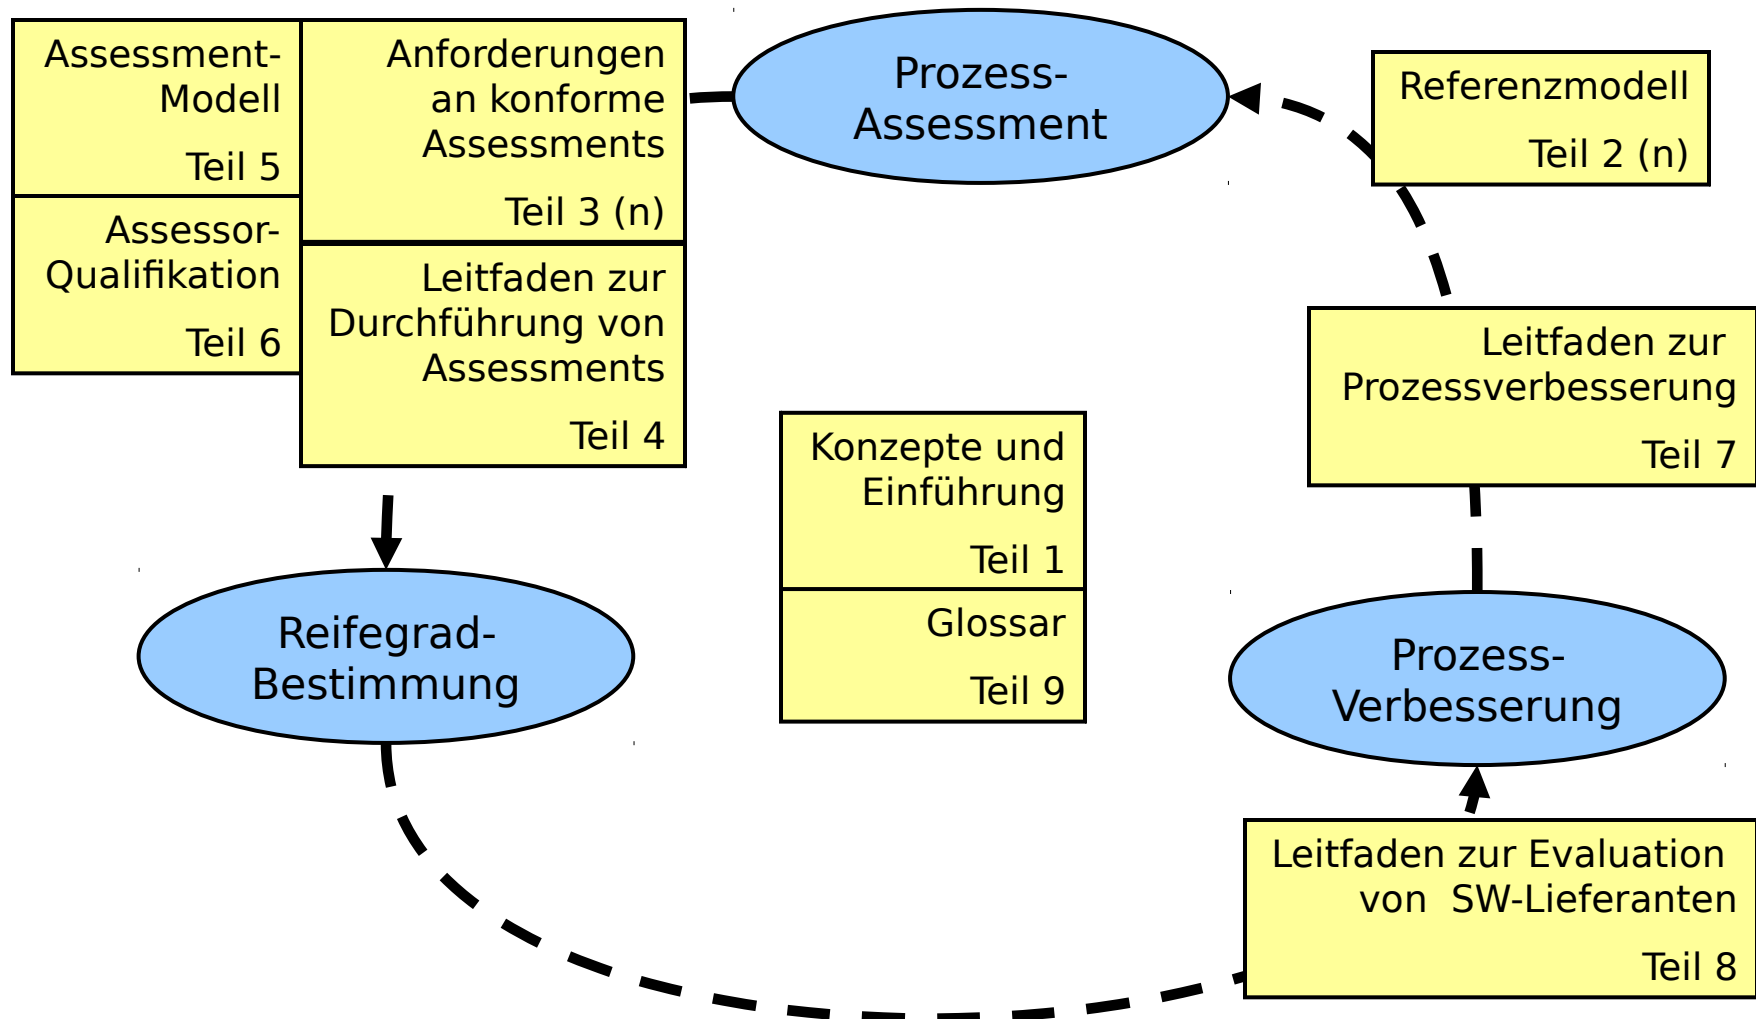 Assessment-
Modell
Teil 5
Anforderungen
an konforme
Assessments
Teil 3 (n)
Prozess-
Assessment
Referenzmodell
Teil 2 (n)
Assessor-
Qualifikation
Teil 6
Leitfaden zur
Durchführung von
Assessments
Teil 4
Leitfaden zur
Prozessverbesserung
Teil 7
Konzepte und
Einführung
Teil 1
Glossar
Teil 9
Reifegrad-
Bestimmung
Prozess-
Verbesserung
Leitfaden zur Evaluation
von  SW-Lieferanten
Teil 8